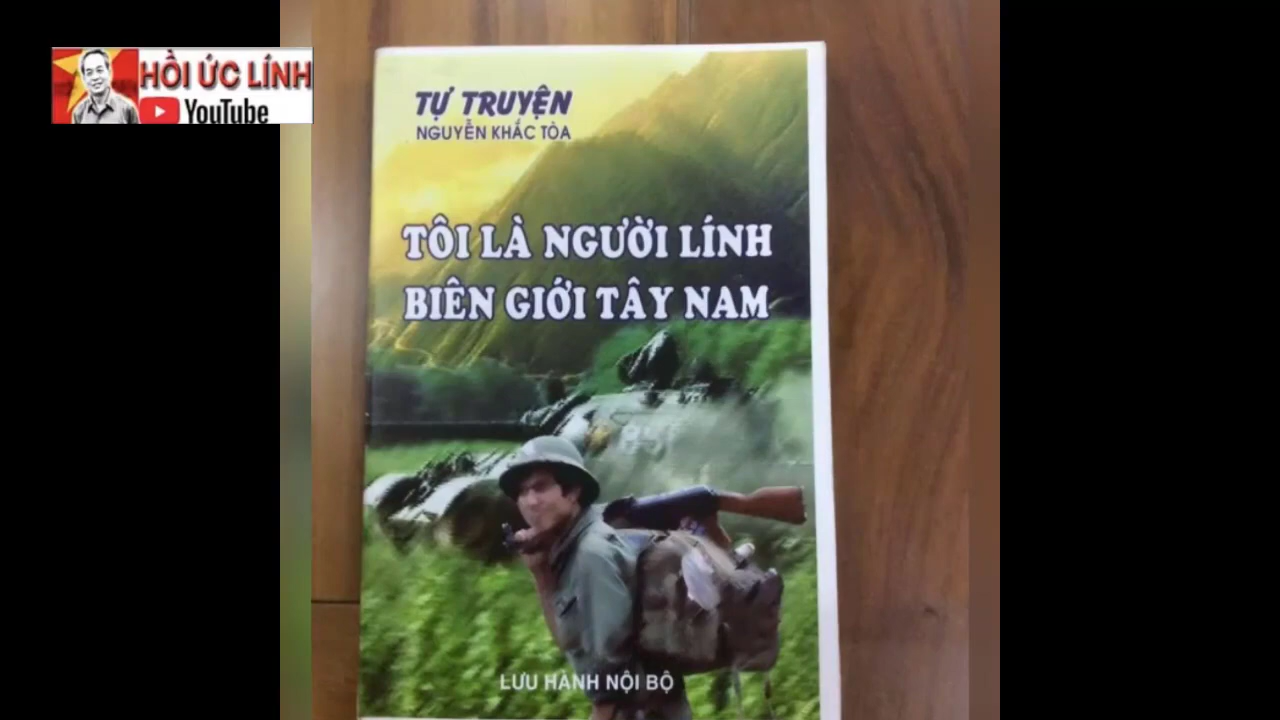 HỒI ỨC LÍNH
YouTube
TỰ TRUYỆN
NGUYỄN KHẮC TÒA
TÔI LÀ NGƯỜI LÍNH
BIÊN GIỚI TÂY NAM
LƯU HÀNH NỘI BỘ